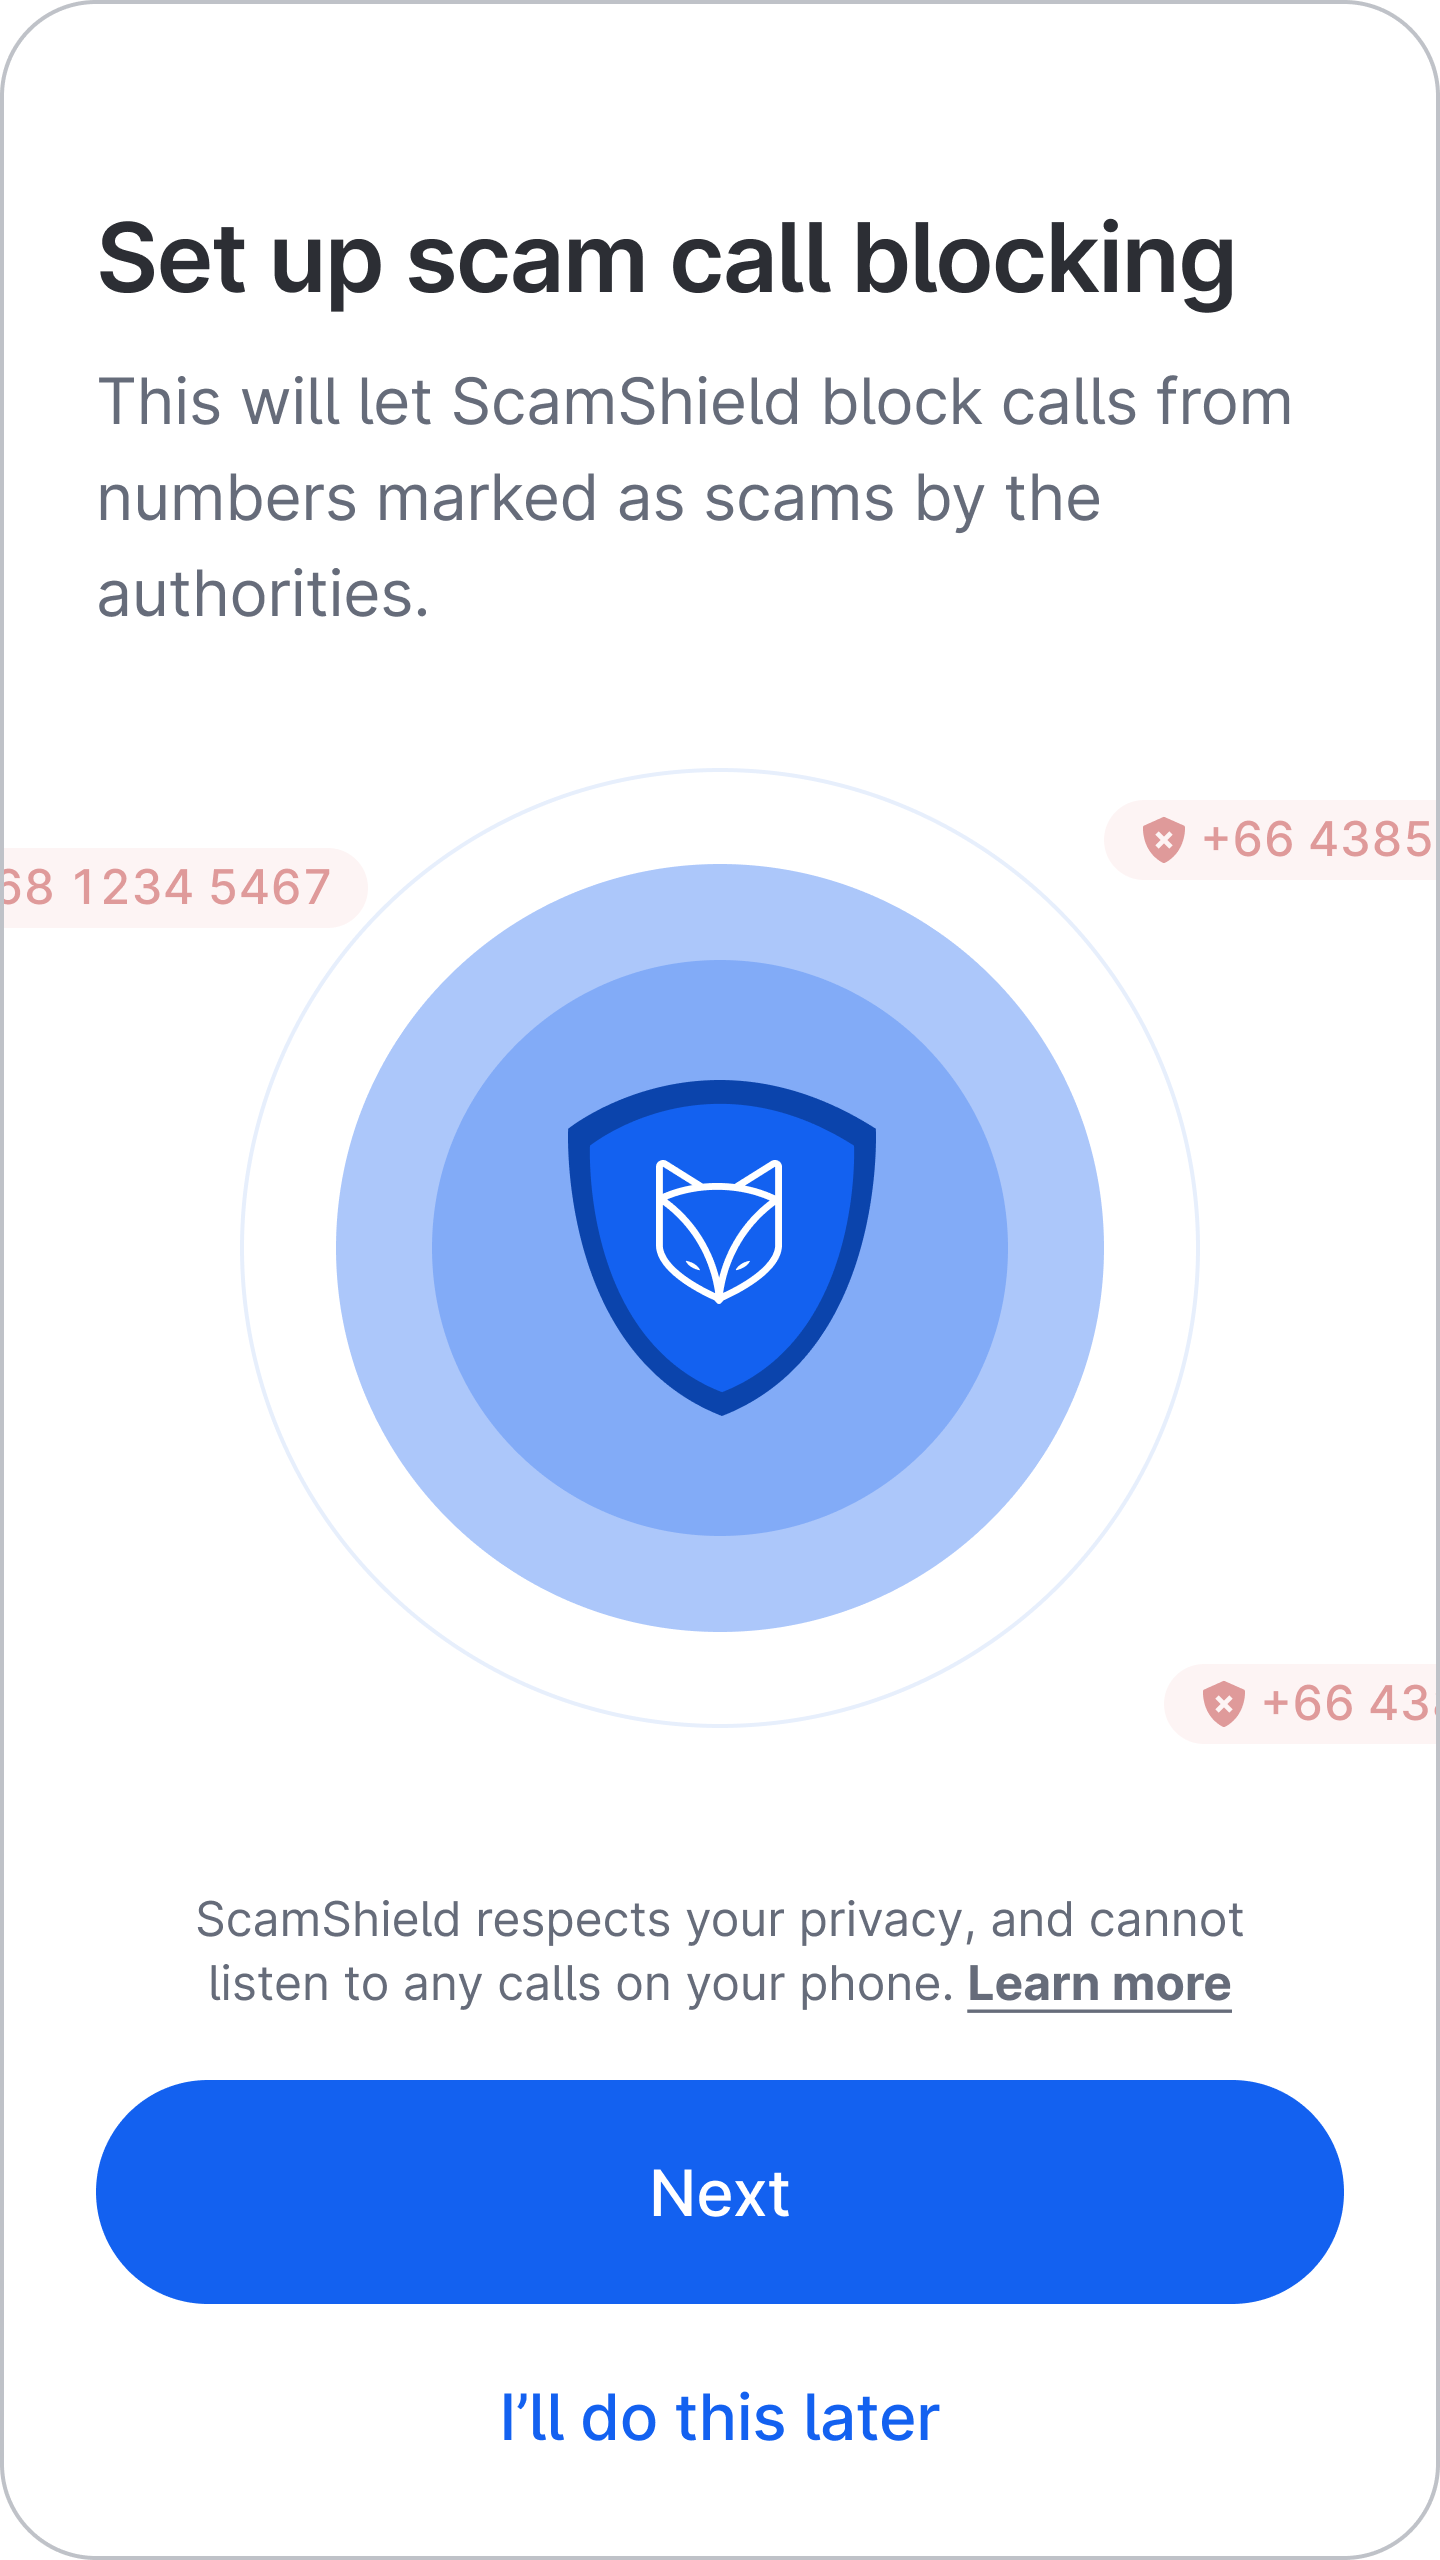 Set up scam call blocking
This will let ScamShield block calls from
numbers marked as scams by the
authorities.
+66 4385
68 1234 5467
+66 43
ScamShield respects your privacy, and cannot
listen to any calls on your phone. Learn more
Next
I’ll do this later